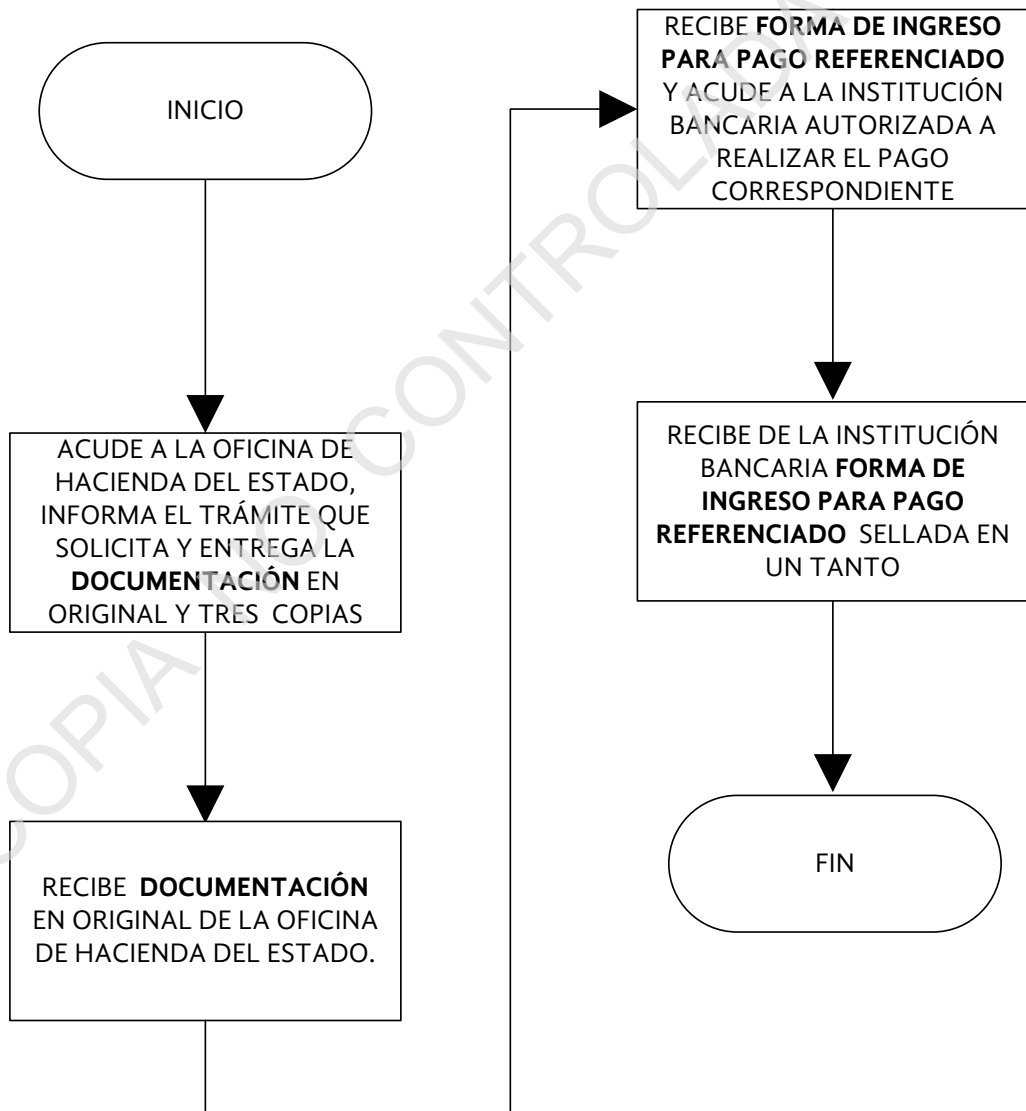 INICIO
ACUDE A LA OFICINA DE
HACIENDA DEL ESTADO,
INFORMA EL TRÁMITE QUE
SOLICITA Y ENTREGA LA
DOCUMENTACIÓN EN
ORIGINAL Y TRES COPIAS
RECIBE DOCUMENTACIÓN
EN ORIGINAL DE LA OFICINA
DE HACIENDA DEL ESTADO.
RECIBE FORMA DE INGRESO
PARA PAGO REFERENCIADO
Y ACUDE A LA INSTITUCIÓN
BANCARIA AUTORIZADA A
REALIZAR EL PAGO
CORRESPONDIENTE
RECIBE DE LA INSTITUCIÓN
BANCARIA FORMA DE
INGRESO PARA PAGO
REFERENCIADO SELLADA EN
UN TANTO
FIN
COPIA NO CONTROLADA